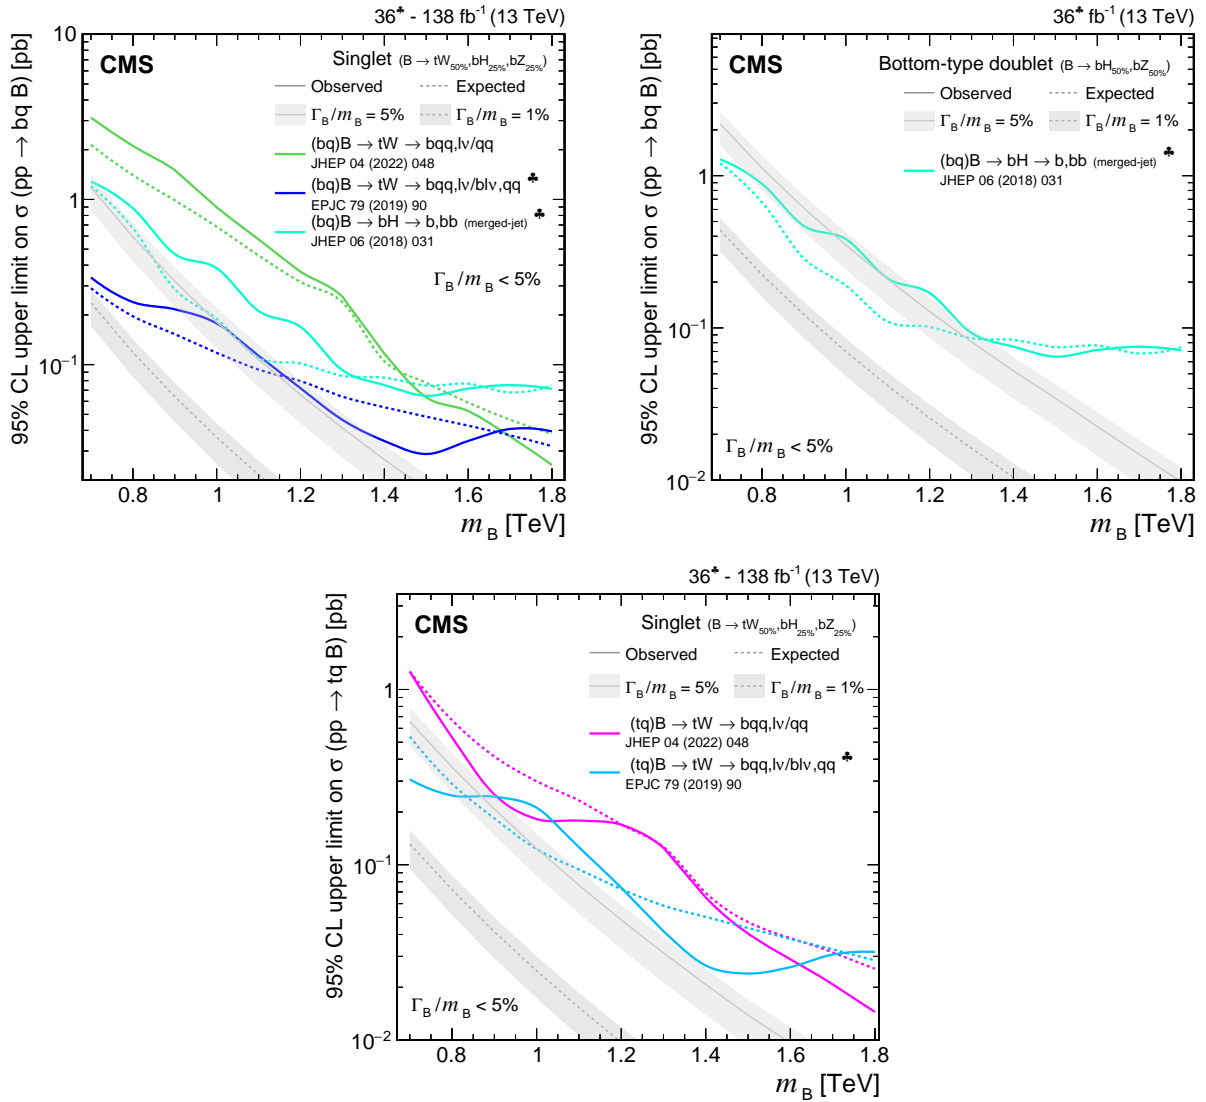 36♣ - 138 fb⁻¹ (13 TeV)
CMS
Singlet (B → tW50%,bH25%,bZ25%)
Observed
Expected
ΓB/mB = 5%
ΓB/mB = 1%
(bq)B → tW → bqq,lν/qq
JHEP 04 (2022) 048
(bq)B → tW → bqq,lν/blν,qq ♣
EPJC 79 (2019) 90
(bq)B → bH → b,bb (merged-jet) ♣
JHEP 06 (2018) 031
ΓB/mB < 5%
95% CL upper limit on σ (pp → bq B) [pb]
10
1
10⁻¹
0.8 1 1.2 1.4 1.6 1.8
mB [TeV]
36♣ fb⁻¹ (13 TeV)
CMS
Bottom-type doublet (B → bH50%,bZ50%)
Observed
Expected
ΓB/mB = 5%
ΓB/mB = 1%
(bq)B → bH → b,bb (merged-jet) ♣
JHEP 06 (2018) 031
ΓB/mB < 5%
95% CL upper limit on σ (pp → bq B) [pb]
1
10⁻¹
10⁻²
0.8 1 1.2 1.4 1.6 1.8
mB [TeV]
36♣ - 138 fb⁻¹ (13 TeV)
CMS
Singlet (B → tW50%,bH25%,bZ25%)
Observed
Expected
ΓB/mB = 5%
ΓB/mB = 1%
(tq)B → tW → bqq,lν/qq
JHEP 04 (2022) 048
(tq)B → tW → bqq,lν/blν,qq ♣
EPJC 79 (2019) 90
ΓB/mB < 5%
95% CL upper limit on σ (pp → tq B) [pb]
1
10⁻¹
10⁻²
0.8 1 1.2 1.4 1.6 1.8
mB [TeV]